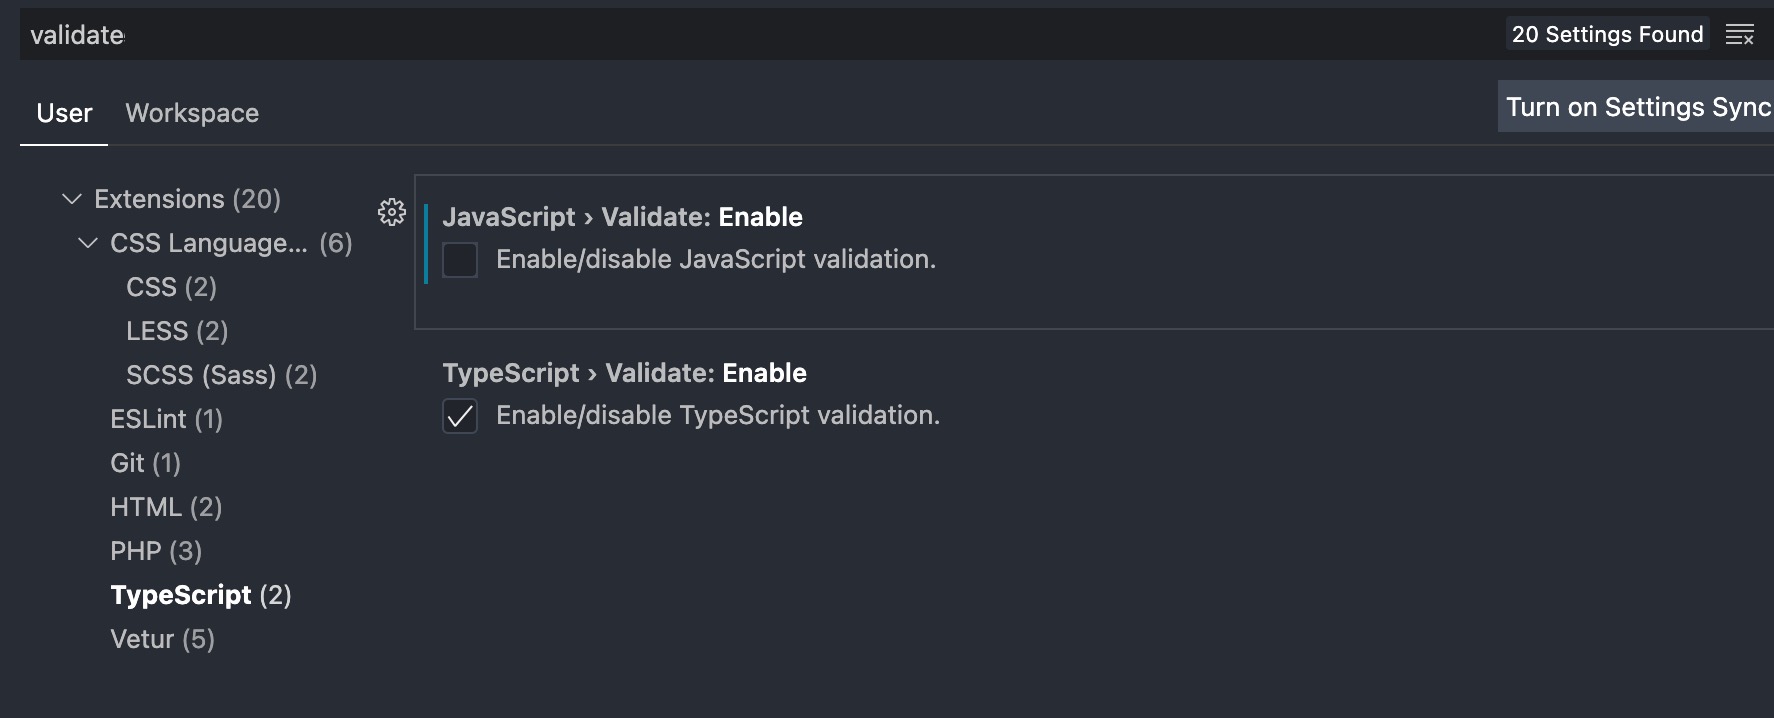 validate
20 Settings Found
User
Workspace
Turn on Settings Sync
Extensions (20)
CSS Language... (6)
CSS (2)
LESS (2)
SCSS (Sass) (2)
ESLint (1)
Git (1)
HTML (2)
PHP (3)
TypeScript (2)
Vetur (5)
JavaScript › Validate: Enable
Enable/disable JavaScript validation.
TypeScript › Validate: Enable
Enable/disable TypeScript validation.